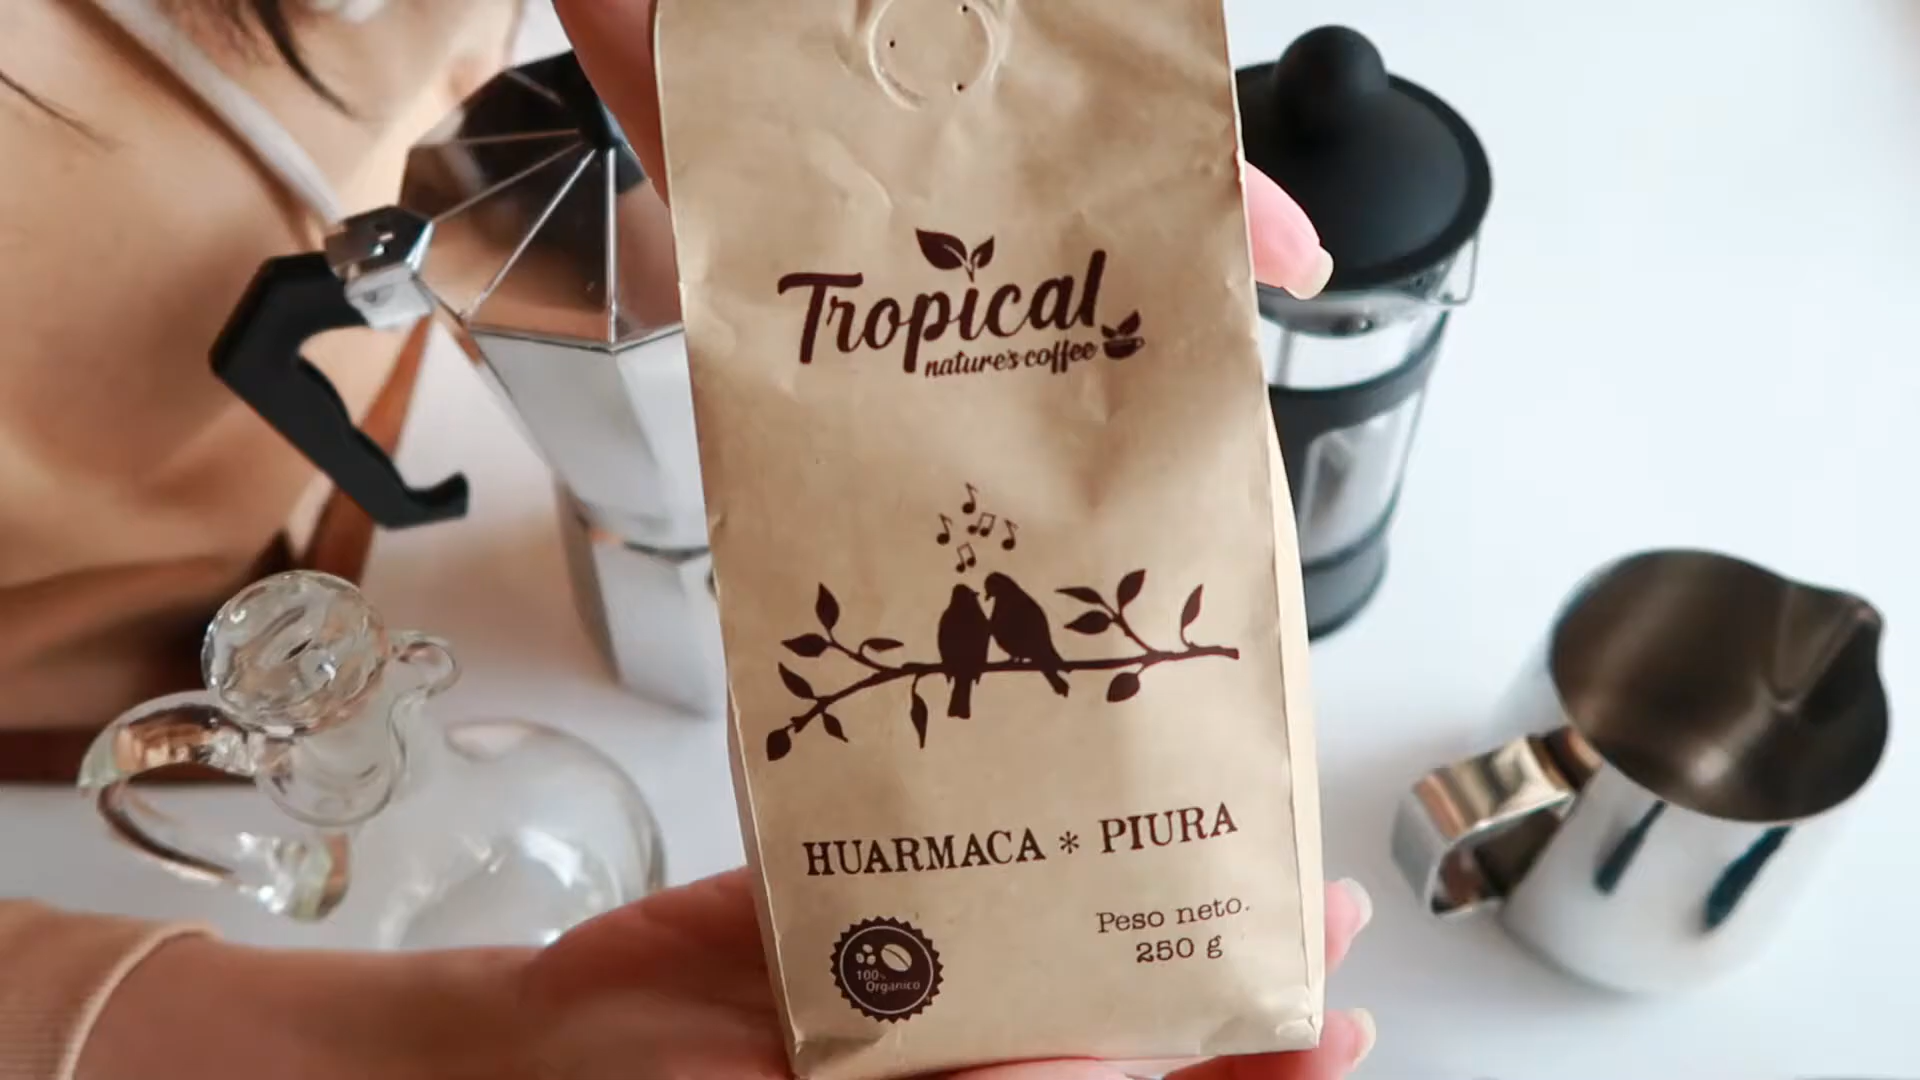 Tropical
nature's coffee
HUARMACA * PIURA
Peso neto.
250 g
100%
Organico